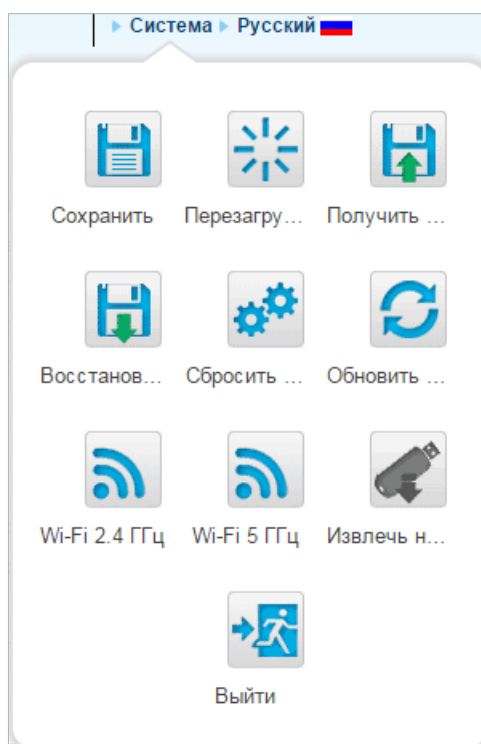 Система Русский
Сохранить Перезагру... Получить ...
Восстанов... Сбросить ... Обновить ...
Wi-Fi 2.4 ГГц Wi-Fi 5 ГГц Извлечь н...
Выйти